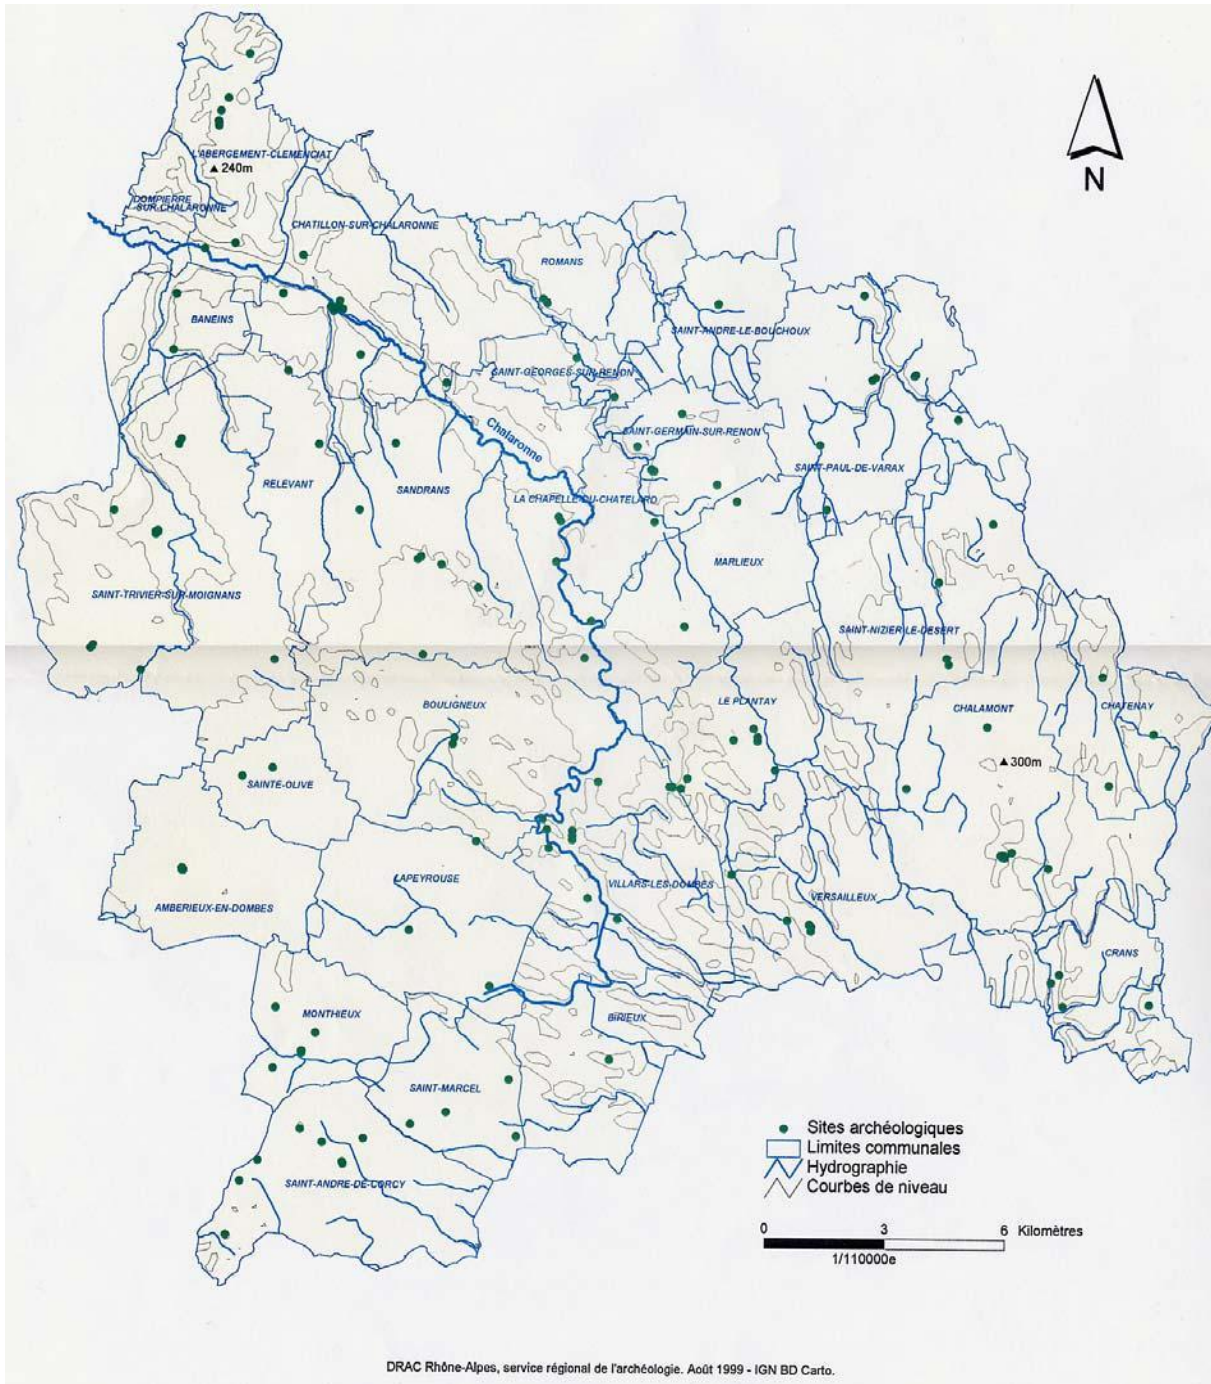 N
L'ABERGEMENT-CLEMENCIAT
▲ 240m
DOMPIERRE
SUR-CHALARONNE
CHATILLON-SUR-CHALARONNE
ROMANS
BANEINS
SAINT-ANDRE-LE-BOUCHOUX
SAINT-GEORGES-SUR-RENON
Chalaronne
SAINT-GERMAIN-SUR-RENON
SAINT-PAUL-DE-VARAX
RELEVANT
SANDRANS
LA CHAPELLE-DU-CHATELARD
MARLIEUX
SAINT-TRIVIER-SUR-MOIGNANS
SAINT-NIZIER-LE-DESERT
BOULIGNEUX
LE PLANTAY
CHALAMONT
CHATENAY
▲ 300m
SAINTE-OLIVE
LAPEYROUSE
VILLARS-LES-DOMBES
VERSAILLEUX
AMBERIEUX-EN-DOMBES
CRANS
MONTHIEUX
BIRIEUX
SAINT-MARCEL
SAINT-ANDRE-DE-CORCY
Sites archéologiques
Limites communales
Hydrographie
Courbes de niveau
0 3 6 Kilomètres
1/110000e
DRAC Rhône-Alpes, service régional de l'archéologie. Août 1999 - IGN BD Carto.